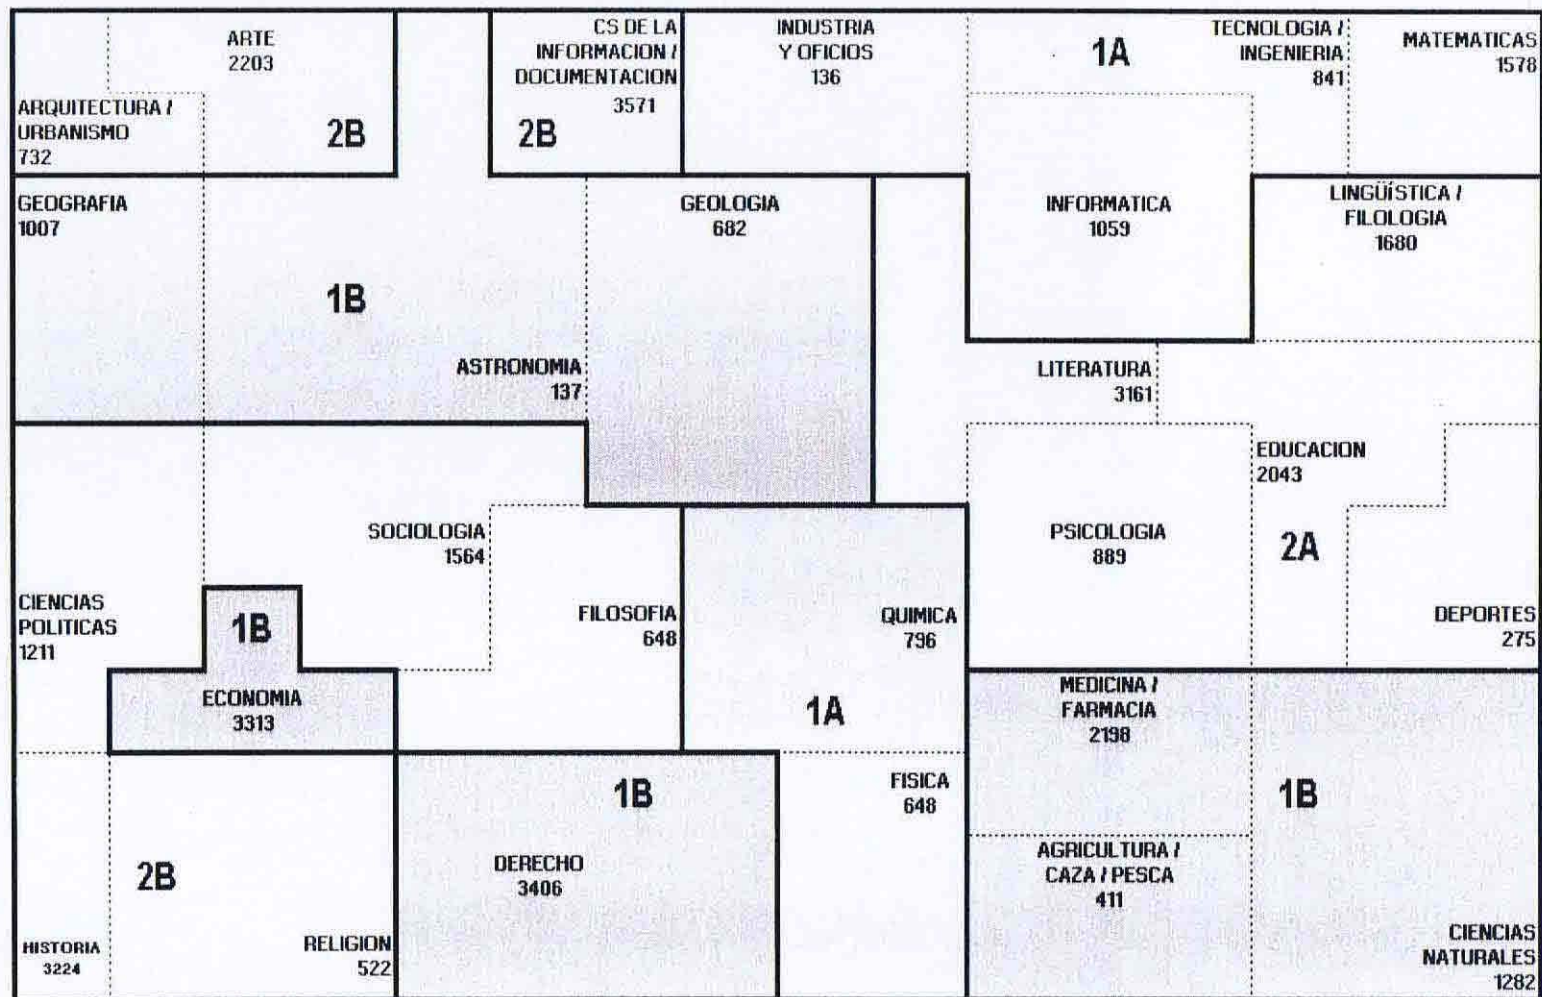 ARTE
2203
ARQUITECTURA /
URBANISMO
732
2B
CS DE LA
INFORMACION /
DOCUMENTACION
3571
2B
INDUSTRIA
Y OFICIOS
136
1A
TECNOLOGIA /
INGENIERIA
841
MATEMATICAS
1578
GEOGRAFIA
1007
1B
ASTRONOMIA
137
GEOLOGIA
682
INFORMATICA
1059
LINGÜÍSTICA /
FILOLOGIA
1680
LITERATURA
3161
EDUCACION
2043
SOCIOLOGIA
1564
PSICOLOGIA
889
2A
CIENCIAS
POLITICAS
1211
1B
FILOSOFIA
648
QUIMICA
796
DEPORTES
275
ECONOMIA
3313
1A
MEDICINA /
FARMACIA
2198
1B
FISICA
648
1B
2B
DERECHO
3406
AGRICULTURA /
CAZA / PESCA
411
HISTORIA
3224
RELIGION
522
CIENCIAS
NATURALES
1282